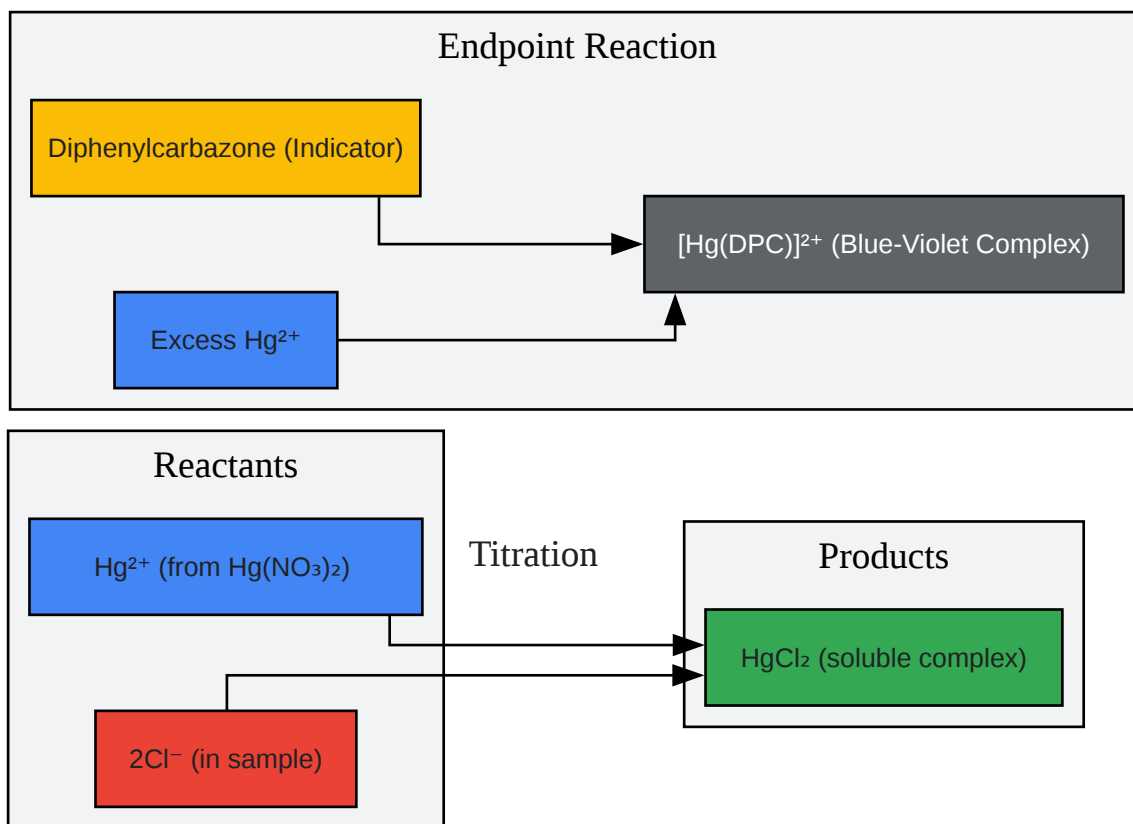 Endpoint Reaction
Diphenylcarbazone (Indicator)
[Hg(DPC)]²⁺ (Blue-Violet Complex)
Excess Hg²⁺
Reactants
Hg²⁺ (from Hg(NO₃)₂)
Titration
Products
HgCl₂ (soluble complex)
2Cl⁻ (in sample)